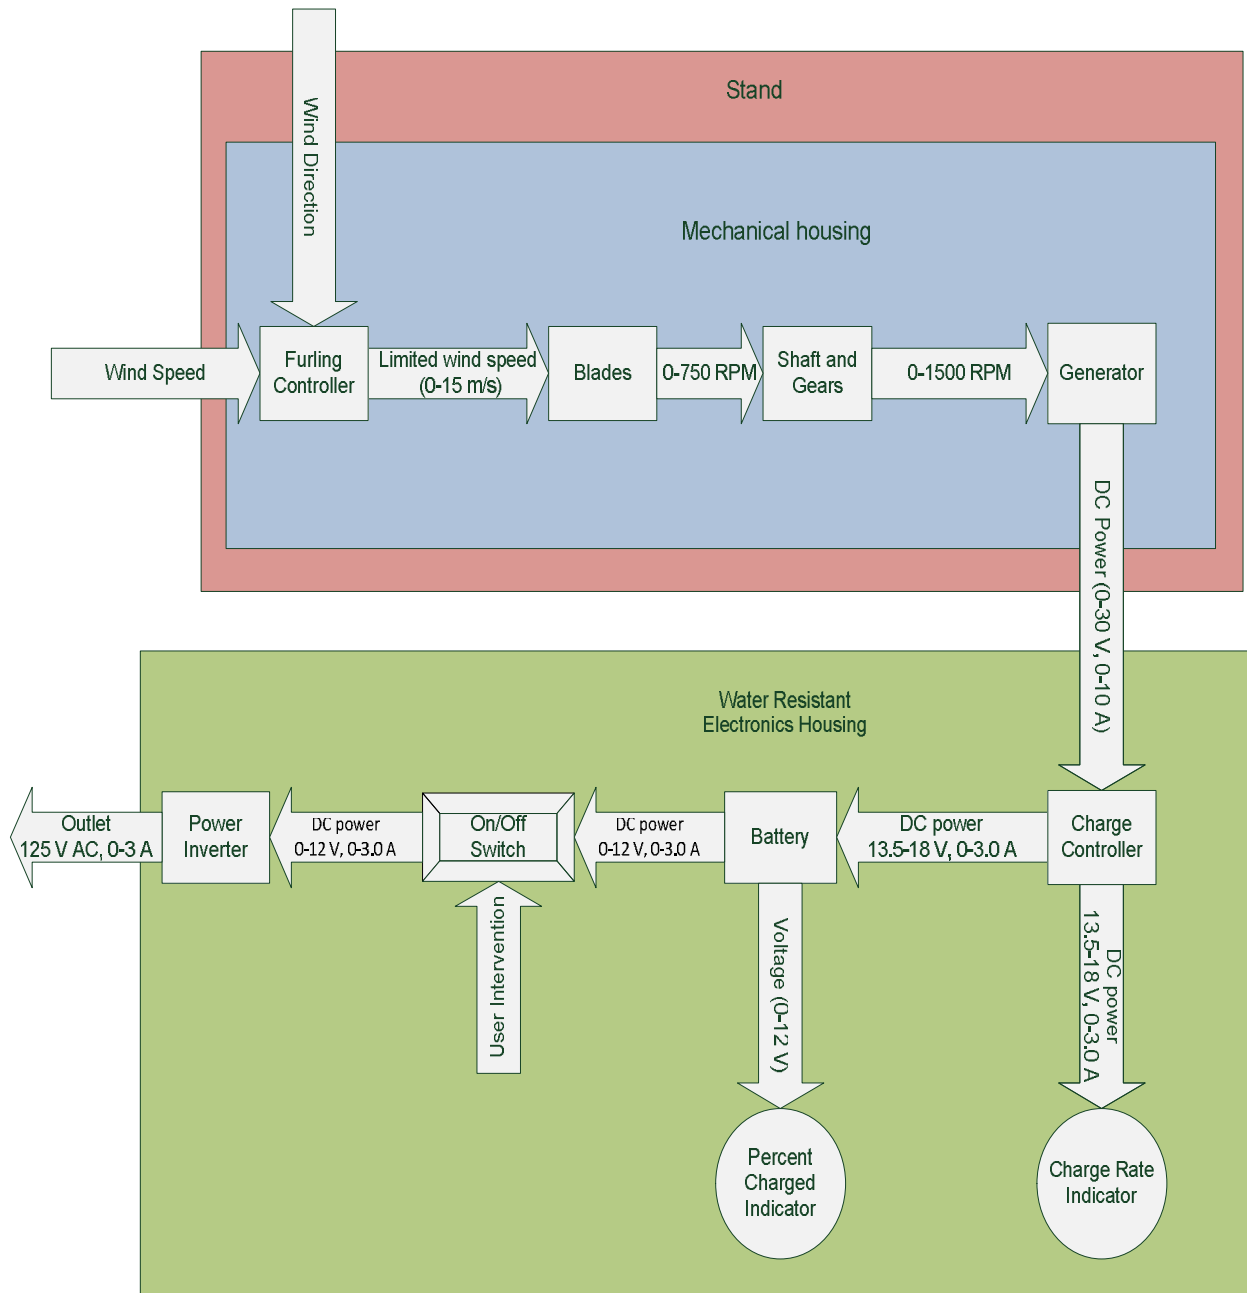 Stand
Wind Direction
Mechanical housing
Wind Speed
Furling
Controller
Limited wind speed
(0-15 m/s)
Blades
0-750 RPM
Shaft and
Gears
0-1500 RPM
Generator
DC Power (0-30 V, 0-10 A)
Water Resistant
Electronics Housing
Outlet
125 V AC, 0-3 A
Power
Inverter
DC power
0-12 V, 0-3.0 A
On/Off
Switch
DC power
0-12 V, 0-3.0 A
Battery
DC power
13.5-18 V, 0-3.0 A
Charge
Controller
User Intervention
Voltage (0-12 V)
DC power
13.5-18 V, 0-3.0 A
Percent
Charged
Indicator
Charge Rate
Indicator